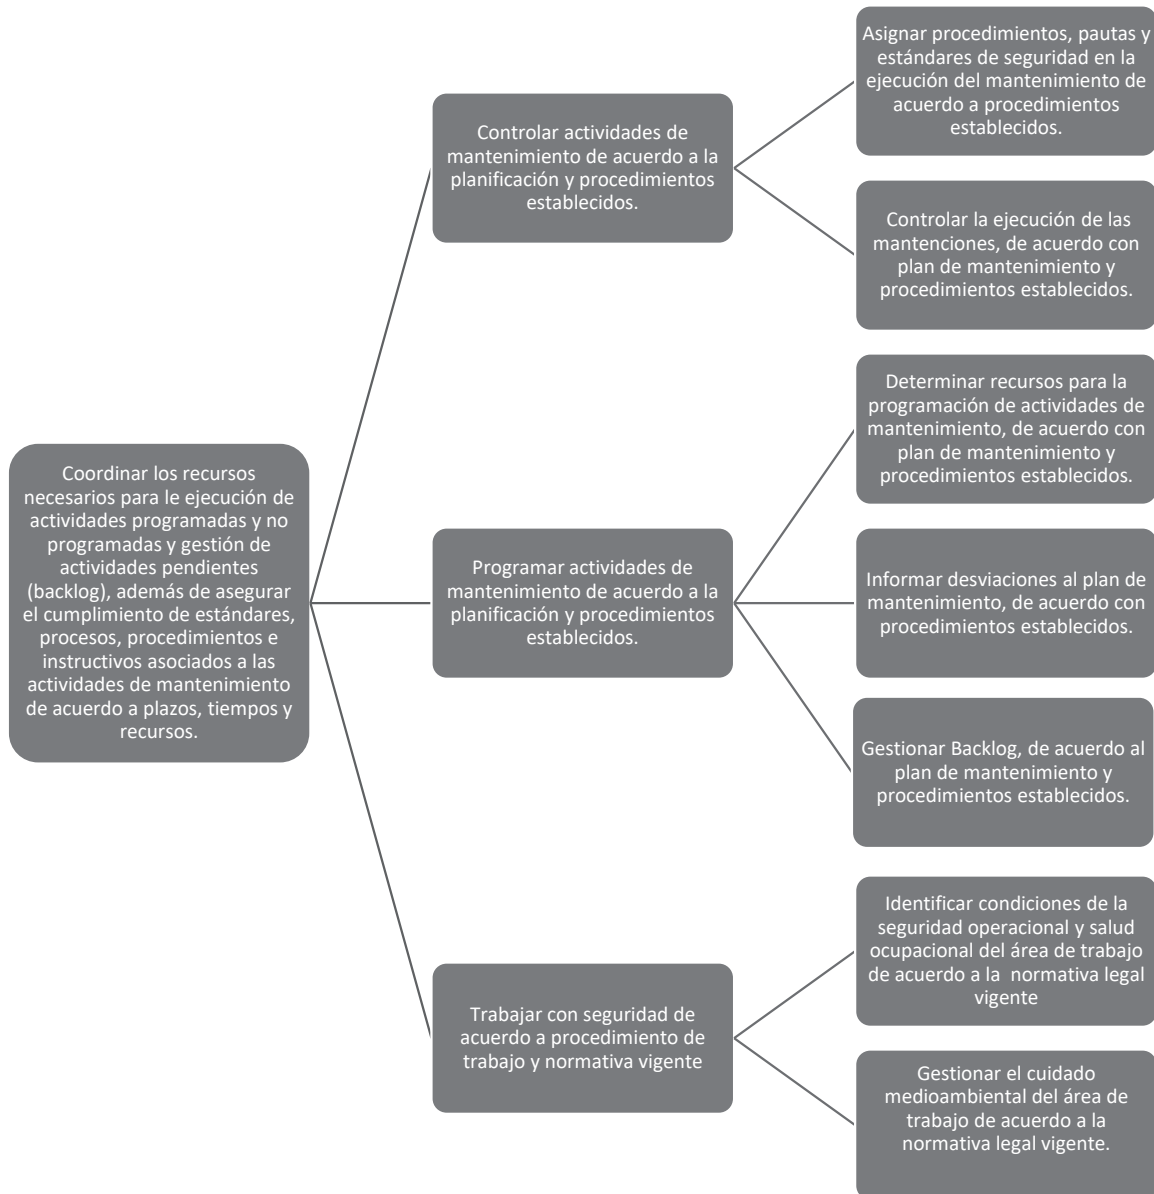 Asignar procedimientos, pautas y
estándares de seguridad en la
ejecución del mantenimiento de
acuerdo a procedimientos
establecidos.
Controlar actividades de
mantenimiento de acuerdo a la
planificación y procedimientos
establecidos.
Controlar la ejecución de las
mantenciones, de acuerdo con
plan de mantenimiento y
procedimientos establecidos.
Determinar recursos para la
programación de actividades de
mantenimiento, de acuerdo con
plan de mantenimiento y
procedimientos establecidos.
Coordinar los recursos
necesarios para le ejecución de
actividades programadas y no
programadas y gestión de
actividades pendientes
(backlog), además de asegurar
el cumplimiento de estándares,
procesos, procedimientos e
instructivos asociados a las
actividades de mantenimiento
de acuerdo a plazos, tiempos y
recursos.
Programar actividades de
mantenimiento de acuerdo a la
planificación y procedimientos
establecidos.
Informar desviaciones al plan de
mantenimiento, de acuerdo con
procedimientos establecidos.
Gestionar Backlog, de acuerdo al
plan de mantenimiento y
procedimientos establecidos.
Identificar condiciones de la
seguridad operacional y salud
ocupacional del área de trabajo
de acuerdo a la normativa legal
vigente
Trabajar con seguridad de
acuerdo a procedimiento de
trabajo y normativa vigente
Gestionar el cuidado
medioambiental del área de
trabajo de acuerdo a la
normativa legal vigente.